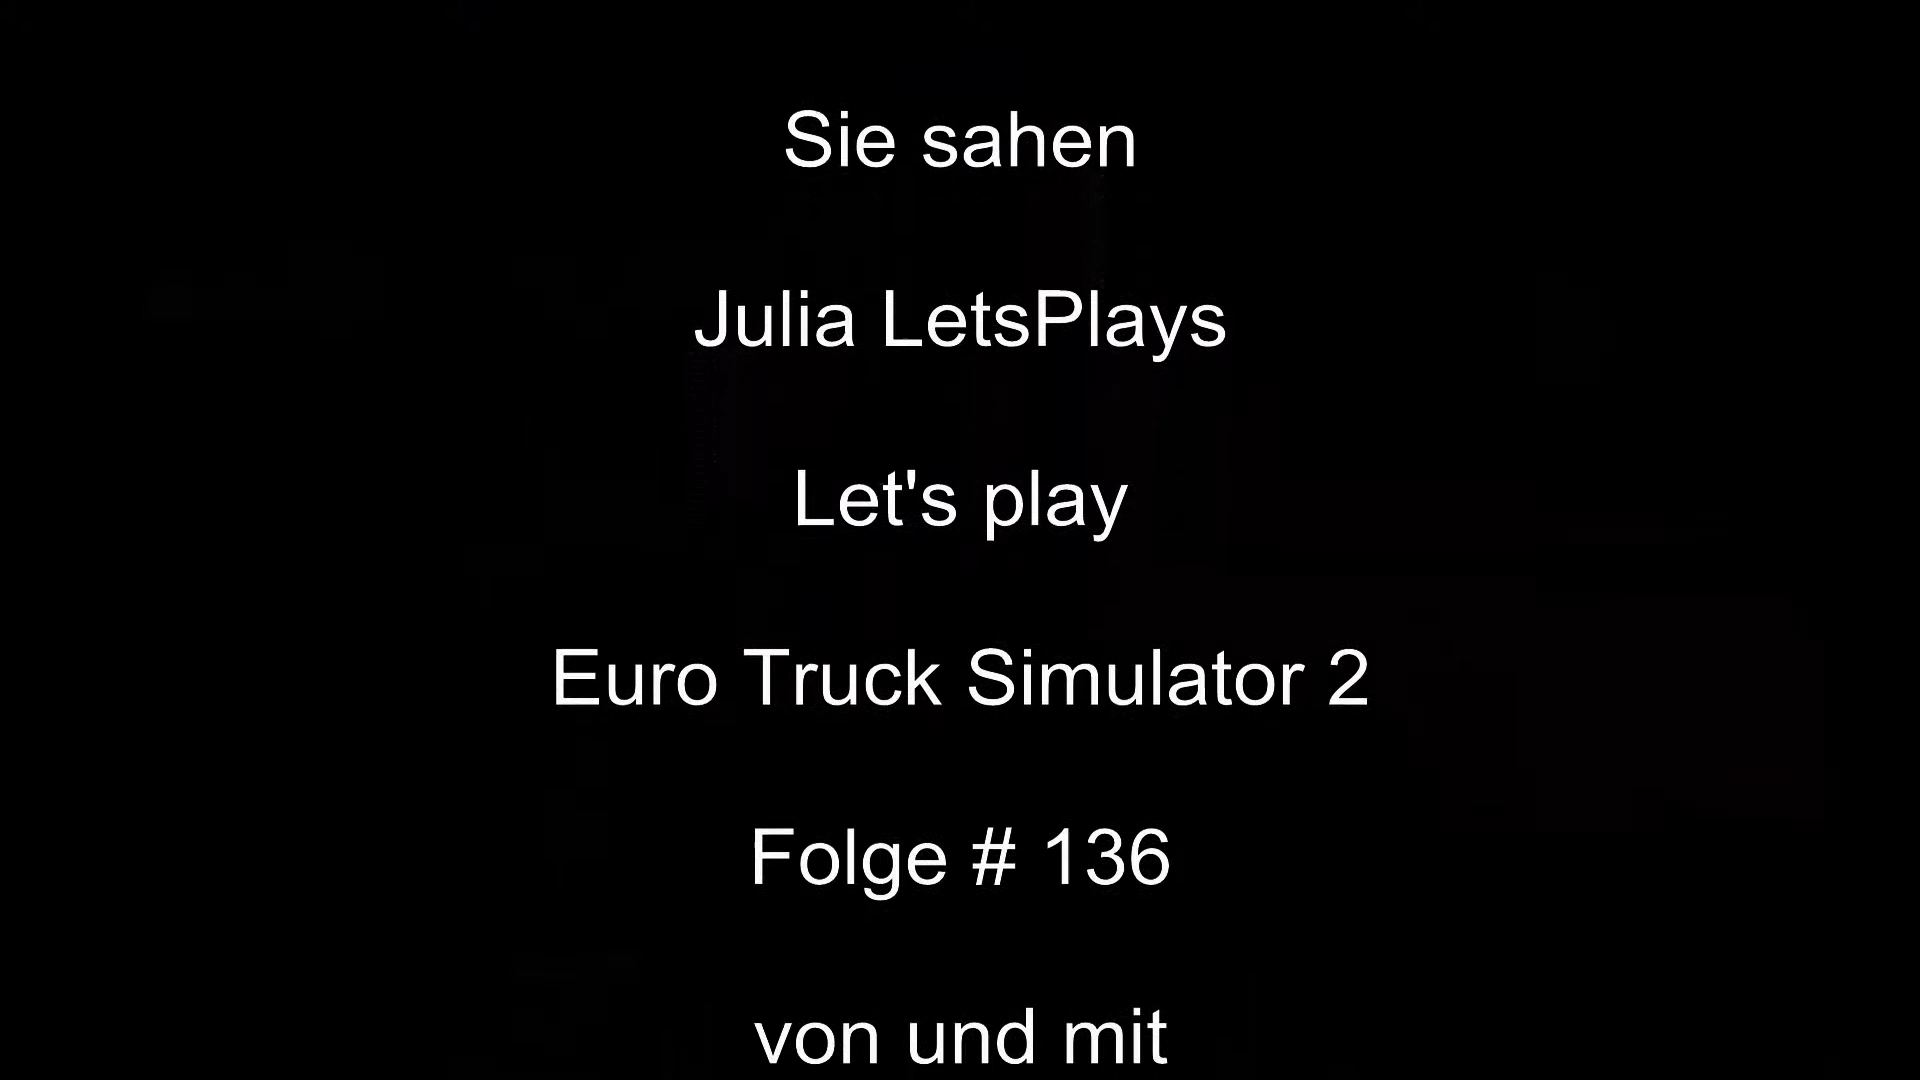 Sie sahen
Julia LetsPlays
Let's play
Euro Truck Simulator 2
Folge # 136
von und mit